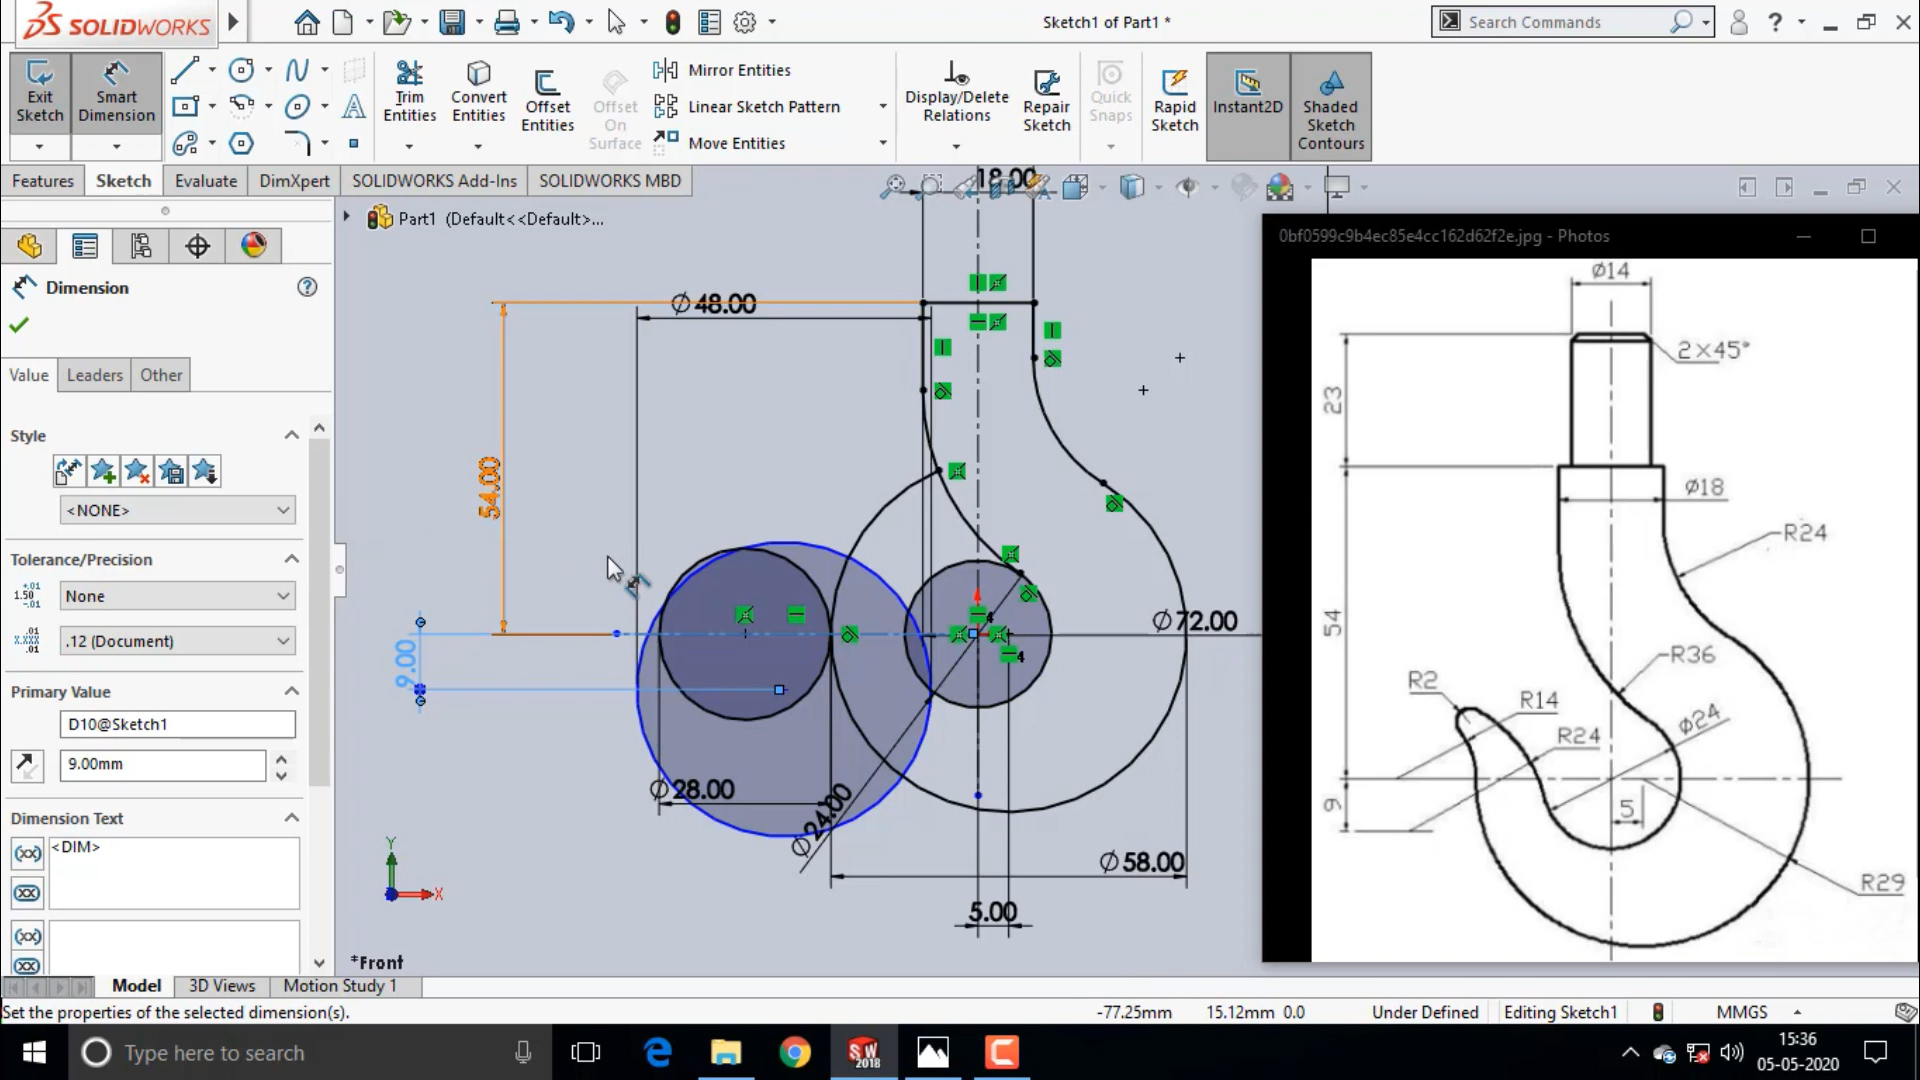 SOLIDWORKS
Sketch1 of Part1 *
Search Commands
Exit Sketch
Smart Dimension
Trim Entities
Convert Entities
Offset Entities
Offset On Surface
Mirror Entities
Linear Sketch Pattern
Move Entities
Display/Delete Relations
Repair Sketch
Quick Snaps
Rapid Sketch
Instant2D
Shaded Sketch Contours
Features
Sketch
Evaluate
DimXpert
SOLIDWORKS Add-Ins
SOLIDWORKS MBD
Part1 (Default<<Default>...
Dimension
Value
Leaders
Other
Style
<NONE>
Tolerance/Precision
None
.12 (Document)
Primary Value
D10@Sketch1
9.00mm
Dimension Text
<DIM>
18.00
∅48.00
54.00
9.00
∅72.00
∅28.00
∅24.00
∅58.00
5.00
4
4
Y
X
*Front
0bf0599c9b4ec85e4cc162d62f2e.jpg - Photos
∅14
2×45°
23
∅18
R24
54
R36
R2
R14
R24
∅24
9
5
R29
Model
3D Views
Motion Study 1
Set the properties of the selected dimension(s).
-77.25mm
15.12mm 0.0
Under Defined
Editing Sketch1
MMGS
Type here to search
SW
2018
15:36
05-05-2020